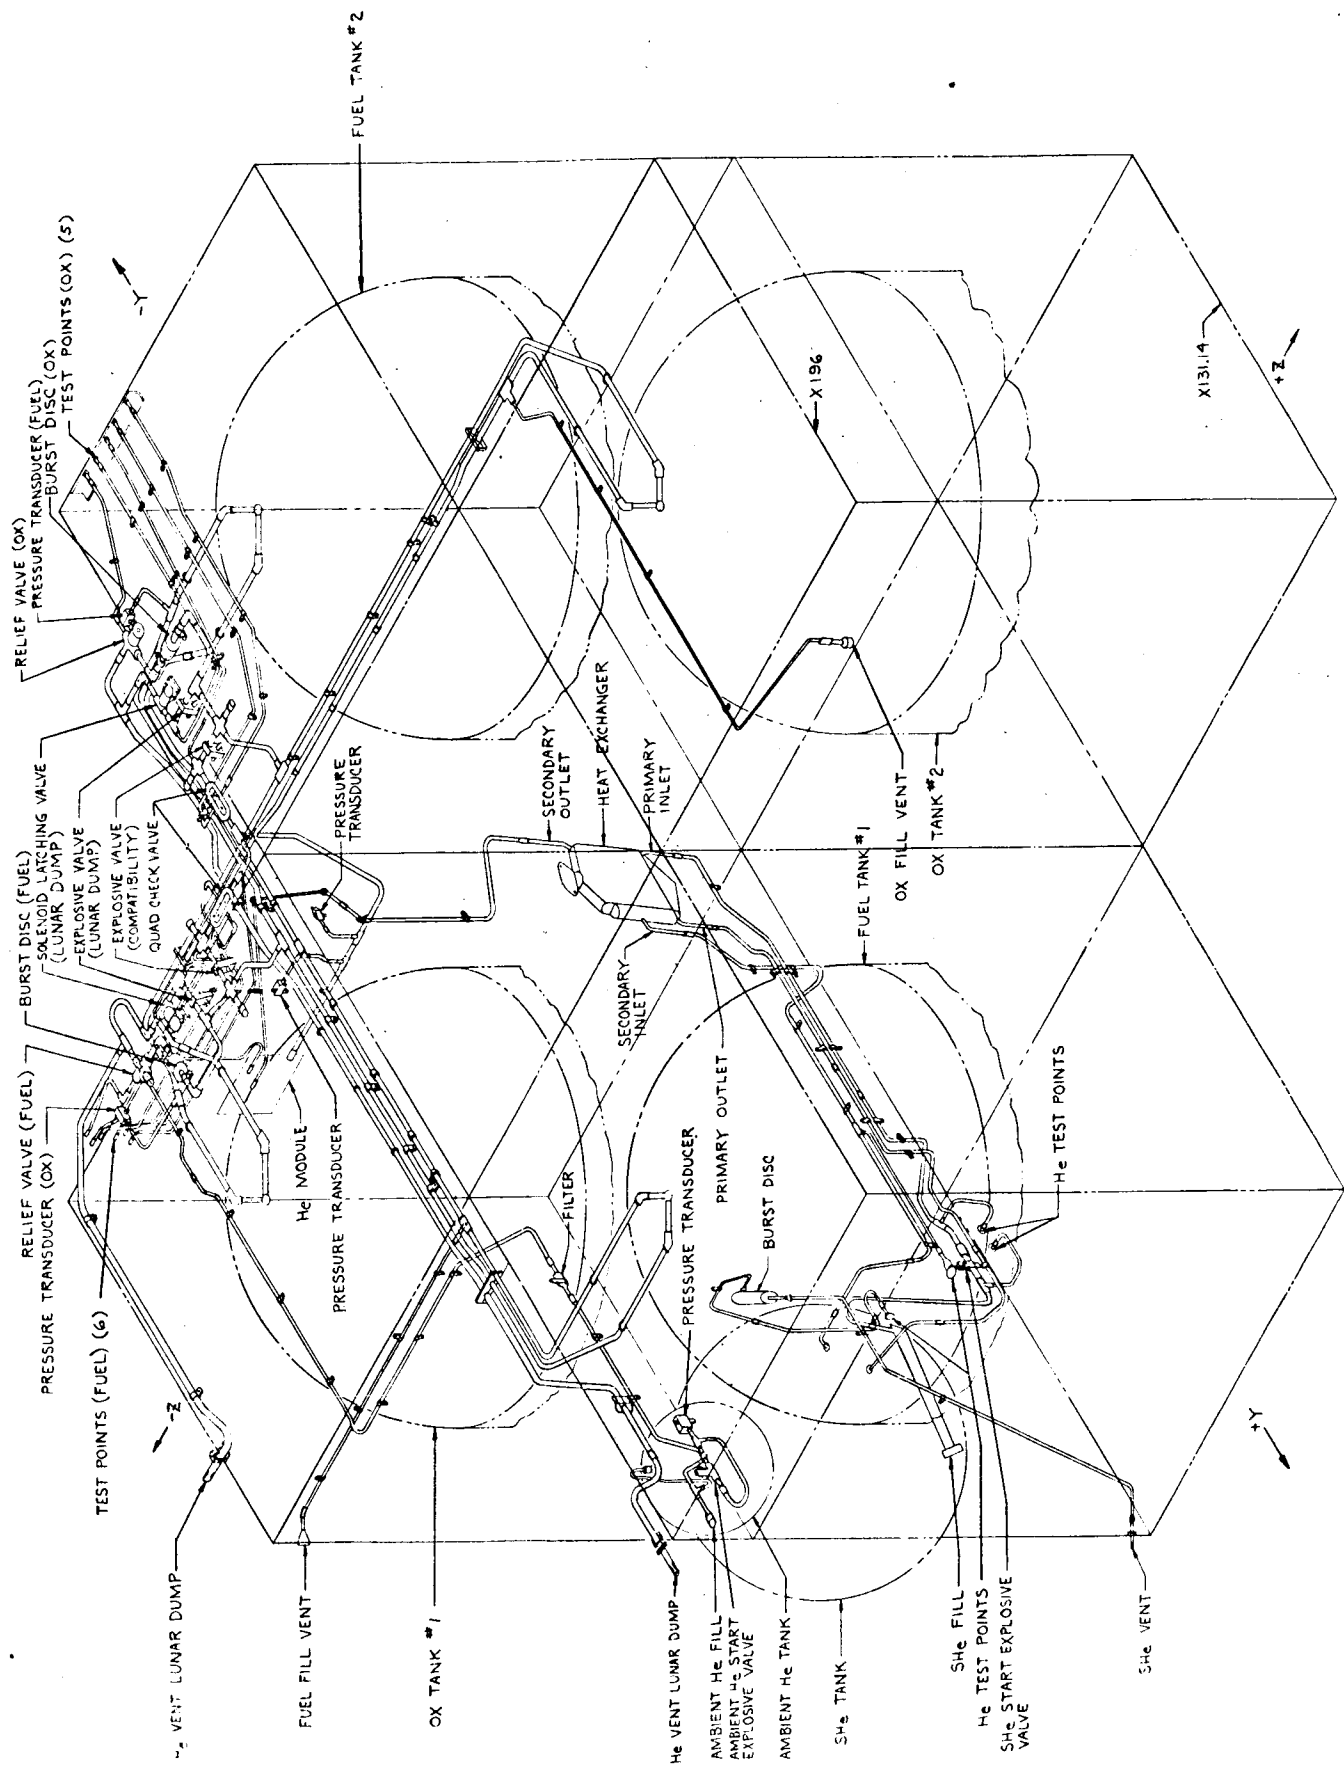 RELIEF VALVE (OX)
PRESSURE TRANSDUCER (FUEL)
BURST DISC (OX)
TEST POINTS (OX) (5)
-Y
FUEL TANK #2
BURST DISC (FUEL)
SOLENOID LATCHING VALVE
(LUNAR DUMP)
EXPLOSIVE VALVE
(LUNAR DUMP)
EXPLOSIVE VALVE
(COMPATIBILITY)
QUAD CHECK VALVE
RELIEF VALVE (FUEL)
PRESSURE TRANSDUCER (OX)
TEST POINTS (FUEL) (6)
-Z
He VENT LUNAR DUMP
FUEL FILL VENT
OX TANK #1
He MODULE
PRESSURE TRANSDUCER
PRESSURE
TRANSDUCER
SECONDARY
OUTLET
HEAT EXCHANGER
PRIMARY
INLET
SECONDARY
INLET
PRIMARY OUTLET
FILTER
PRESSURE TRANSDUCER
BURST DISC
X196
X131.14
+Z
OX FILL VENT
OX TANK #2
FUEL TANK #1
He TEST POINTS
+Y
He VENT LUNAR DUMP
AMBIENT He FILL
AMBIENT He START
EXPLOSIVE VALVE
AMBIENT He TANK
SHe TANK
SHe FILL
He TEST POINTS
SHe START EXPLOSIVE
VALVE
SHe VENT